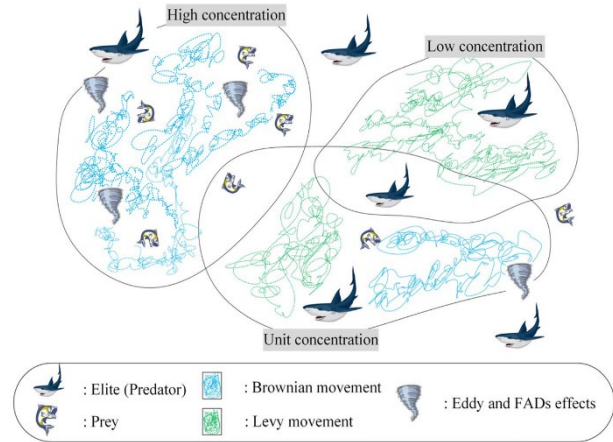 High concentration
Low concentration
Unit concentration
: Elite (Predator)
: Brownian movement
: Eddy and FADs effects
: Prey
: Levy movement